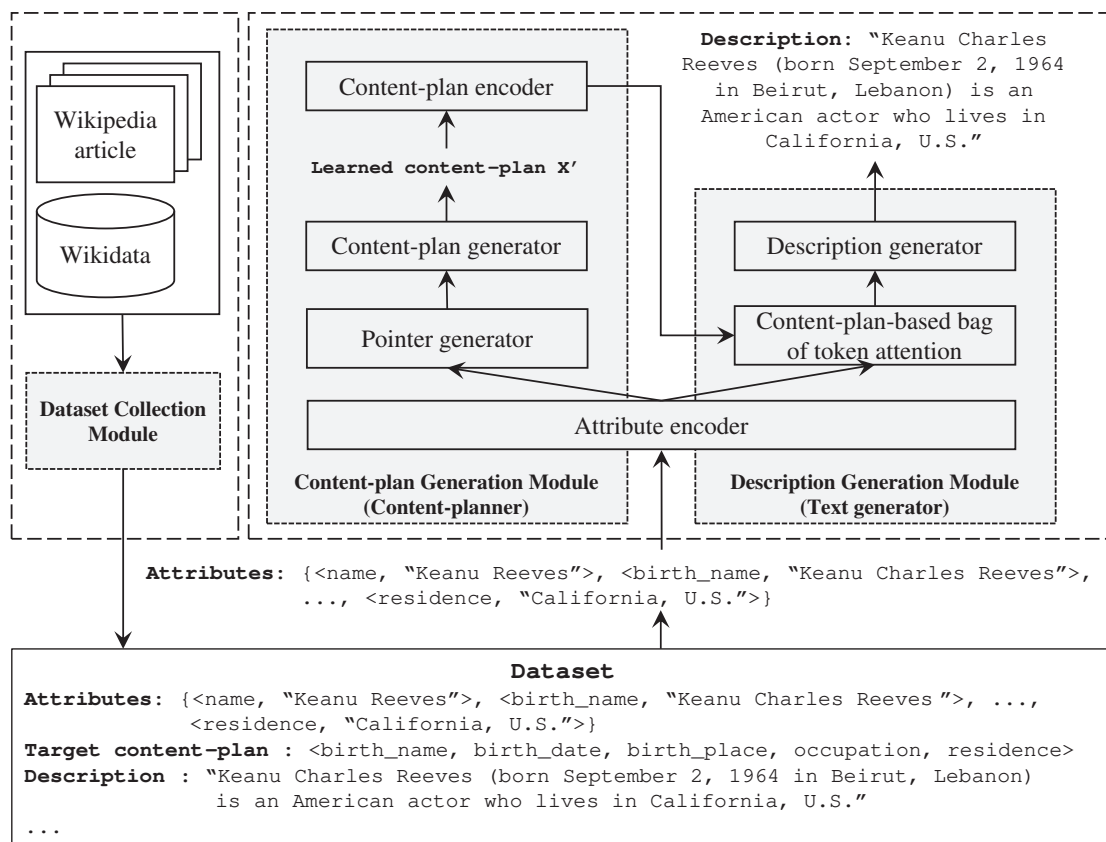 Wikipedia
article
Wikidata
Dataset Collection
Module
Content-plan encoder
Learned content-plan X′
Content-plan generator
Pointer generator
Attribute encoder
Content-plan Generation Module
(Content-planner)
Description: “Keanu Charles
Reeves (born September 2, 1964
in Beirut, Lebanon) is an
American actor who lives in
California, U.S.”
Description generator
Content-plan-based bag
of token attention
Description Generation Module
(Text generator)
Attributes: {<name, “Keanu Reeves”>, <birth_name, “Keanu Charles Reeves”>,
..., <residence, “California, U.S.”>}
Dataset
Attributes: {<name, “Keanu Reeves”>, <birth_name, “Keanu Charles Reeves ”>, ...,
<residence, “California, U.S.”>}
Target content-plan : <birth_name, birth_date, birth_place, occupation, residence>
Description : “Keanu Charles Reeves (born September 2, 1964 in Beirut, Lebanon)
is an American actor who lives in California, U.S.”
...